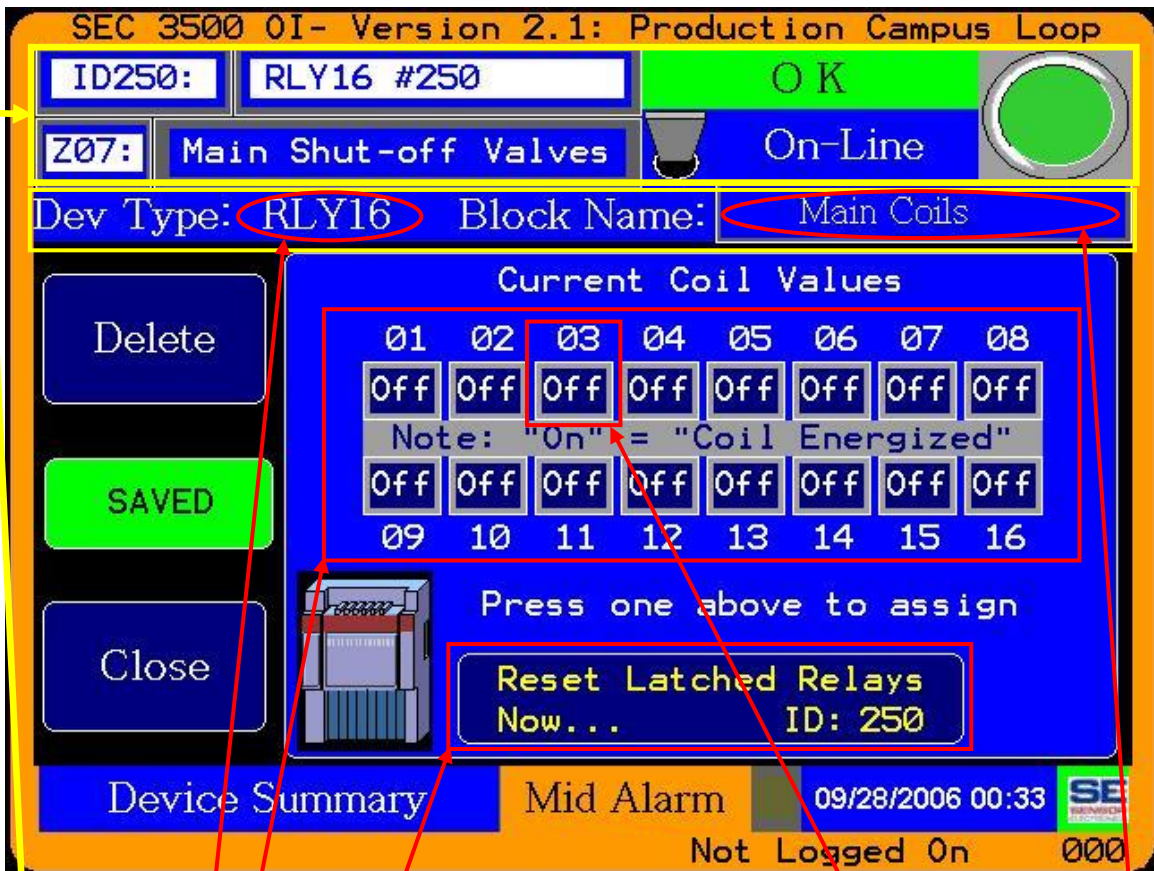 SEC 3500 OI- Version 2.1: Production Campus Loop
ID250: RLY16 #250 OK
Z07: Main Shut-off Valves On-Line
Dev Type: RLY16 Block Name: Main Coils
Current Coil Values
Delete
01 02 03 04 05 06 07 08
Off Off Off Off Off Off Off Off
Note: "On" = "Coil Energized"
SAVED
Off Off Off Off Off Off Off Off
09 10 11 12 13 14 15 16
Press one above to assign
Close
Reset Latched Relays
Now... ID: 250
Device Summary Mid Alarm 09/28/2006 00:33 SE
Not Logged On 000